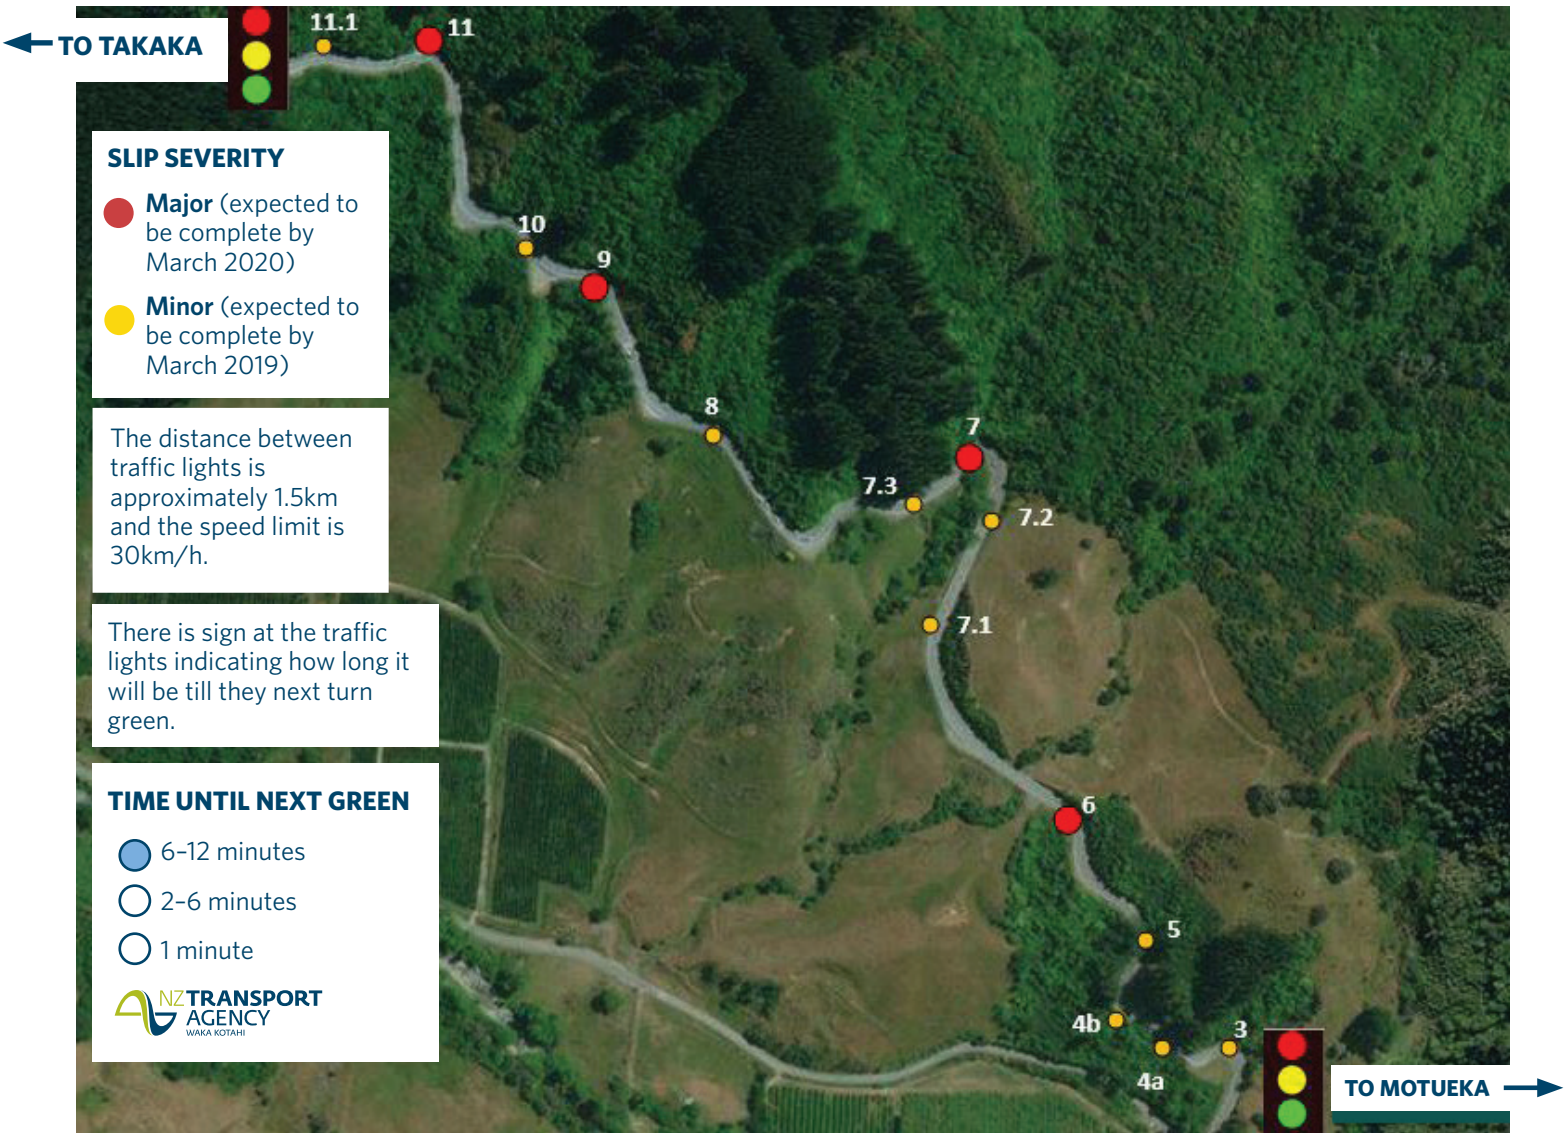 TO TAKAKA
11.1
11
SLIP SEVERITY
Major (expected to
be complete by
March 2020)
Minor (expected to
be complete by
March 2019)
10
9
8
The distance between
traffic lights is
approximately 1.5km
and the speed limit is
30km/h.
7
7.3
7.2
7.1
There is sign at the traffic
lights indicating how long it
will be till they next turn
green.
TIME UNTIL NEXT GREEN
6–12 minutes
2–6 minutes
1 minute
NZ TRANSPORT
AGENCY
WAKA KOTAHI
6
5
4b
3
4a
TO MOTUEKA